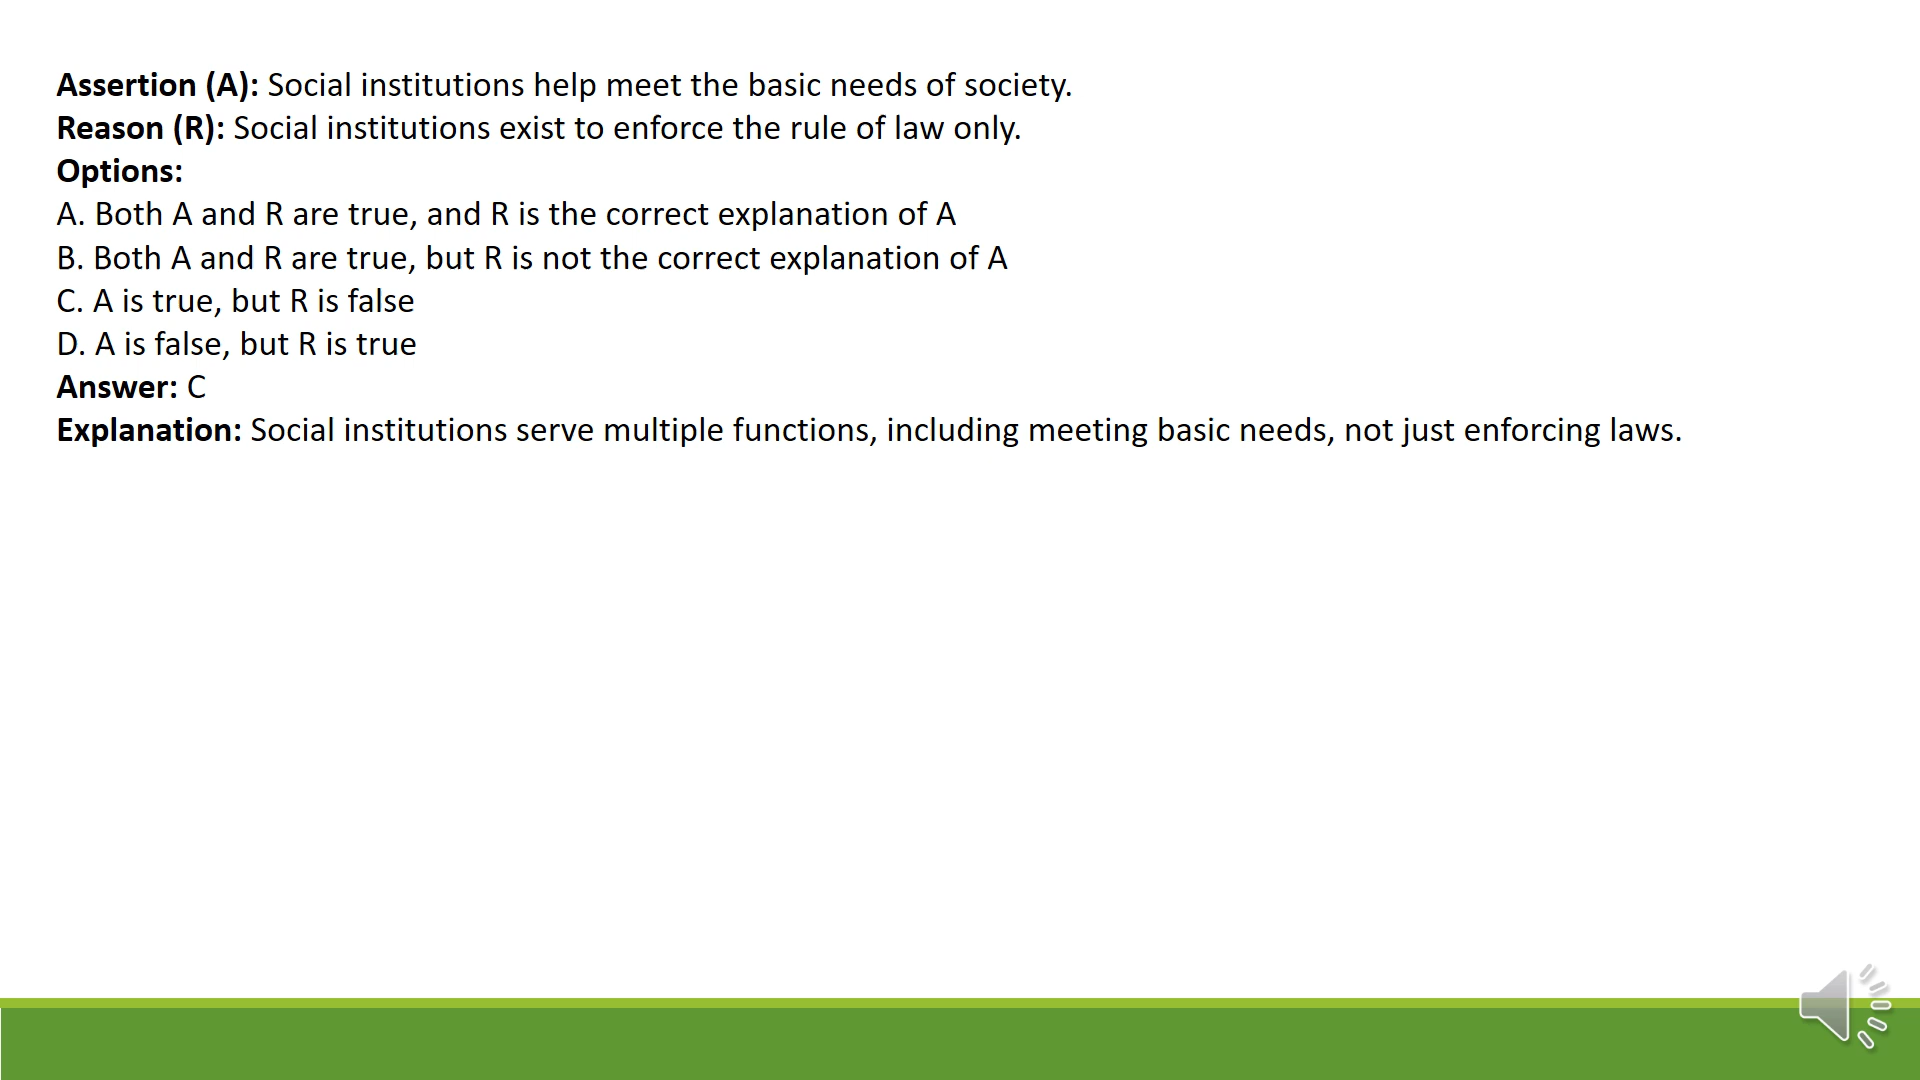 Assertion (A): Social institutions help meet the basic needs of society.
Reason (R): Social institutions exist to enforce the rule of law only.
Options:
A. Both A and R are true, and R is the correct explanation of A
B. Both A and R are true, but R is not the correct explanation of A
C. A is true, but R is false
D. A is false, but R is true
Answer: C
Explanation: Social institutions serve multiple functions, including meeting basic needs, not just enforcing laws.